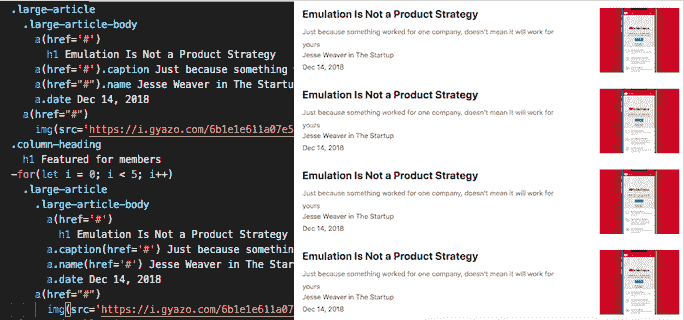 .large-article
.large-article-body
a(href='#')
h1 Emulation Is Not a Product Strategy
a(href='#').caption Just because something
a(href="#").name Jesse Weaver in The Startup
a.date Dec 14, 2018
a(href="#")
img(src='https://i.gyazo.com/6b1e1e611a07e5
.column-heading
h1 Featured for members
-for(let i = 0; i < 5; i++)
.large-article
.large-article-body
a(href='#')
h1 Emulation Is Not a Product Strategy
a.caption(href='#') Just because somethin
a.name(href='#') Jesse Weaver in The Star
a.date Dec 14, 2018
a(href="#")
img(src='https://i.gyazo.com/6b1e1e611a07
.large-article
Emulation Is Not a Product Strategy
Just because something worked for one company, doesn't mean it will work for
yours
Jesse Weaver in The Startup
Dec 14, 2018
Emulation Is Not a Product Strategy
Just because something worked for one company, doesn't mean it will work for
yours
Jesse Weaver in The Startup
Dec 14, 2018
Emulation Is Not a Product Strategy
Just because something worked for one company, doesn't mean it will work for
yours
Jesse Weaver in The Startup
Dec 14, 2018
Emulation Is Not a Product Strategy
Just because something worked for one company, doesn't mean it will work for
yours
Jesse Weaver in The Startup
Dec 14, 2018